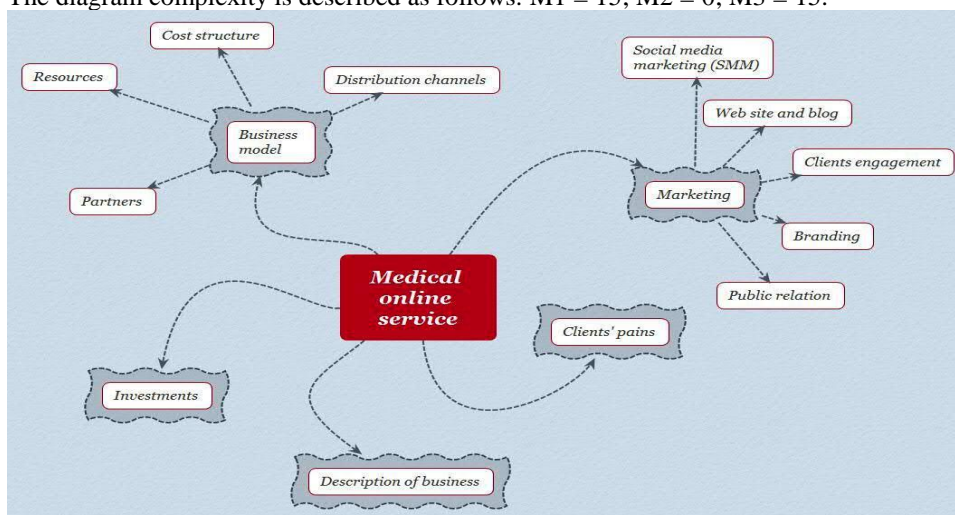 The diagram complexity is described as follows: M1 = 15; M2 = 0; M3 = 15.
Cost structure
Resources
Distribution channels
Business
model
Partners
Social media
marketing (SMM)
Web site and blog
Clients engagement
Marketing
Branding
Public relation
Medical
online
service
Clients' pains
Investments
Description of business